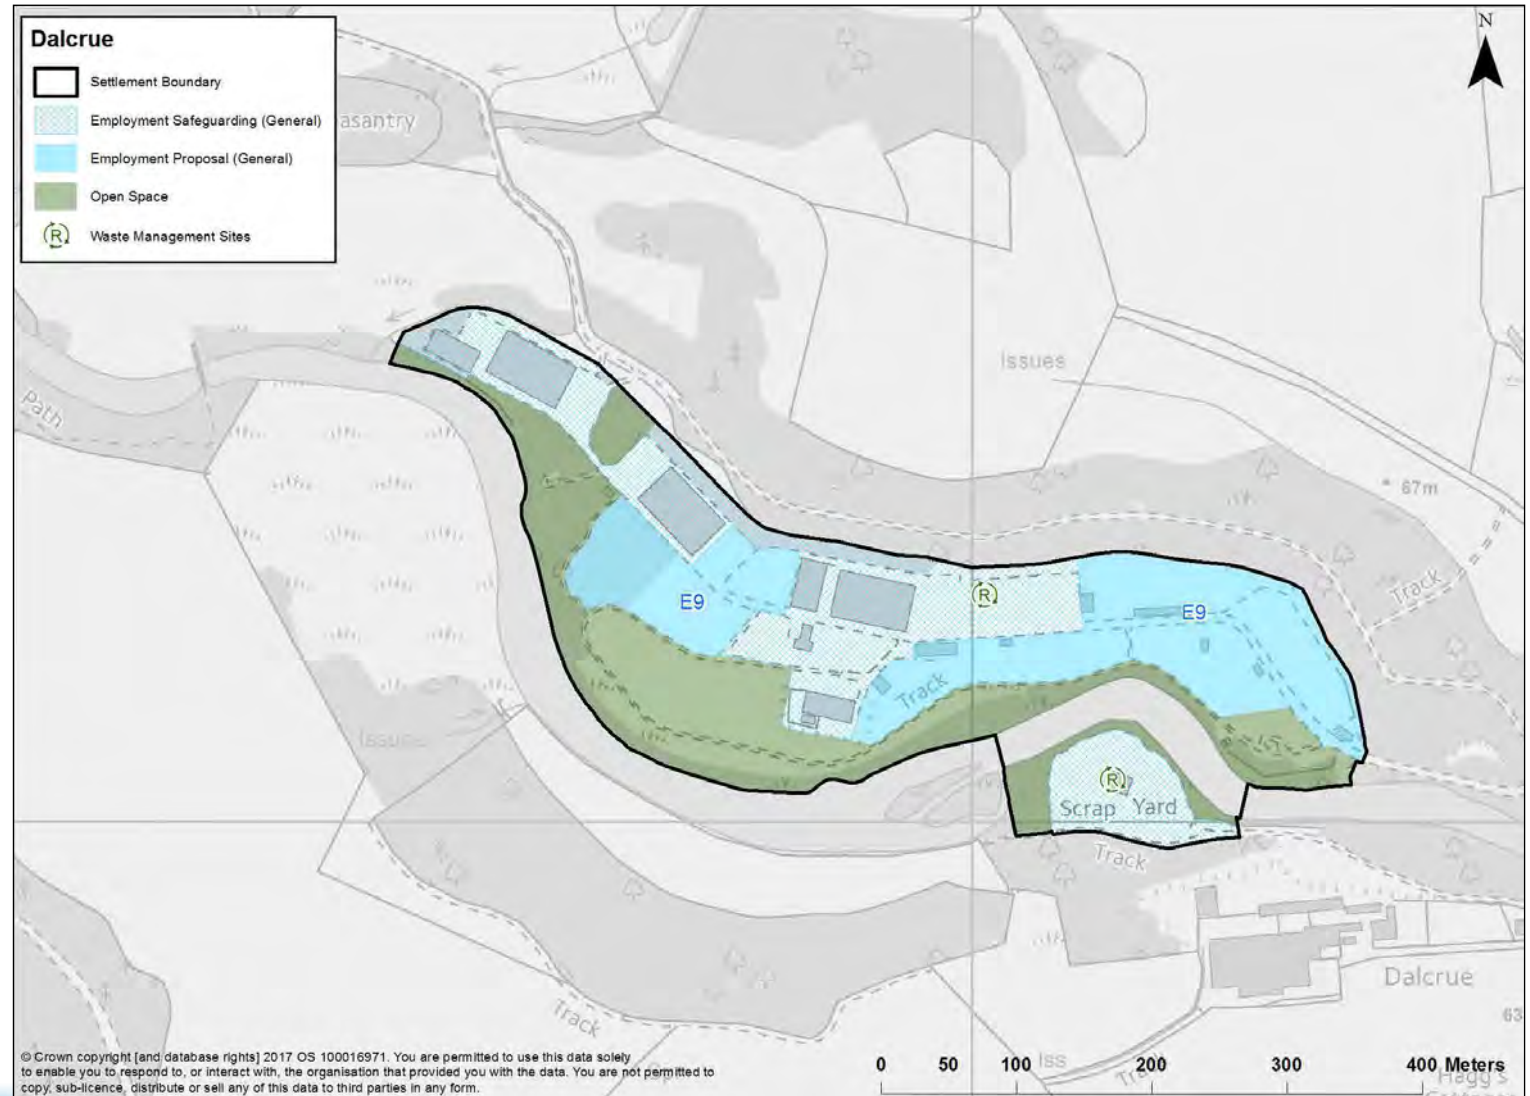 Dalcrue
Settlement Boundary
Employment Safeguarding (General)
Employment Proposal (General)
Open Space
R Waste Management Sites
N
asantry
Issues
Path
67m
Track
R
E9
E9
Track
Issues
R
Scrap Yard
Track
Dalcrue
Track
63
Iss
Tra
Hagg's
© Crown copyright [and database rights] 2017 OS 100016971. You are permitted to use this data solely
to enable you to respond to, or interact with, the organisation that provided you with the data. You are not permitted to
copy, sub-licence, distribute or sell any of this data to third parties in any form.
0 50 100 200 300 400 Meters